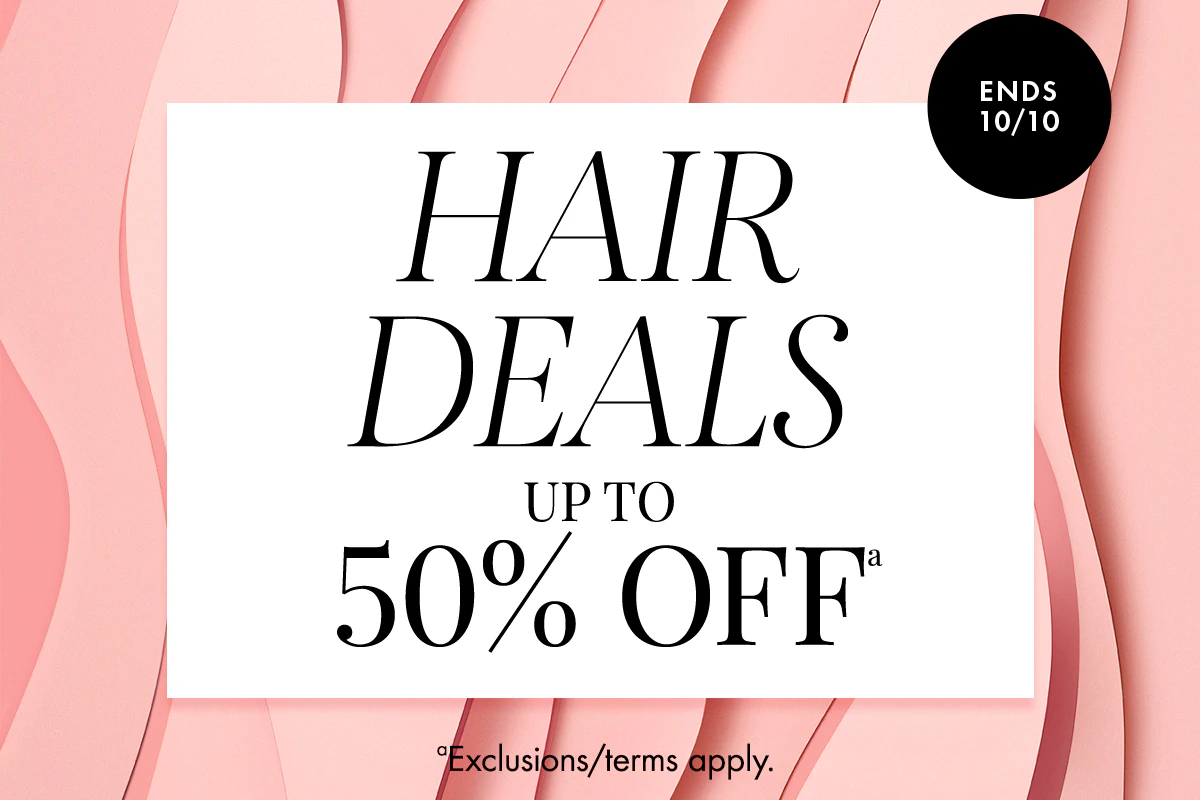 ENDS
10/10
HAIR
DEALS
UP TO
50% OFFᵃ
ᵃExclusions/terms apply.